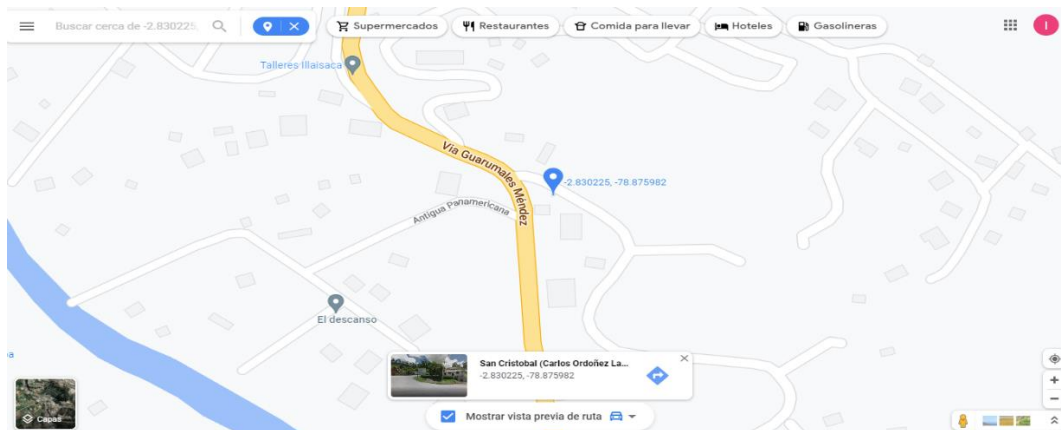 Buscar cerca de -2.830225,
Supermercados
Restaurantes
Comida para llevar
Hoteles
Gasolineras
I
Talleres Illaisaca
Vía Guarumales Méndez
-2.830225, -78.875982
Antigua Panamericana
El descanso
a
San Cristobal (Carlos Ordoñez La...
-2.830225, -78.875982
Capas
Mostrar vista previa de ruta